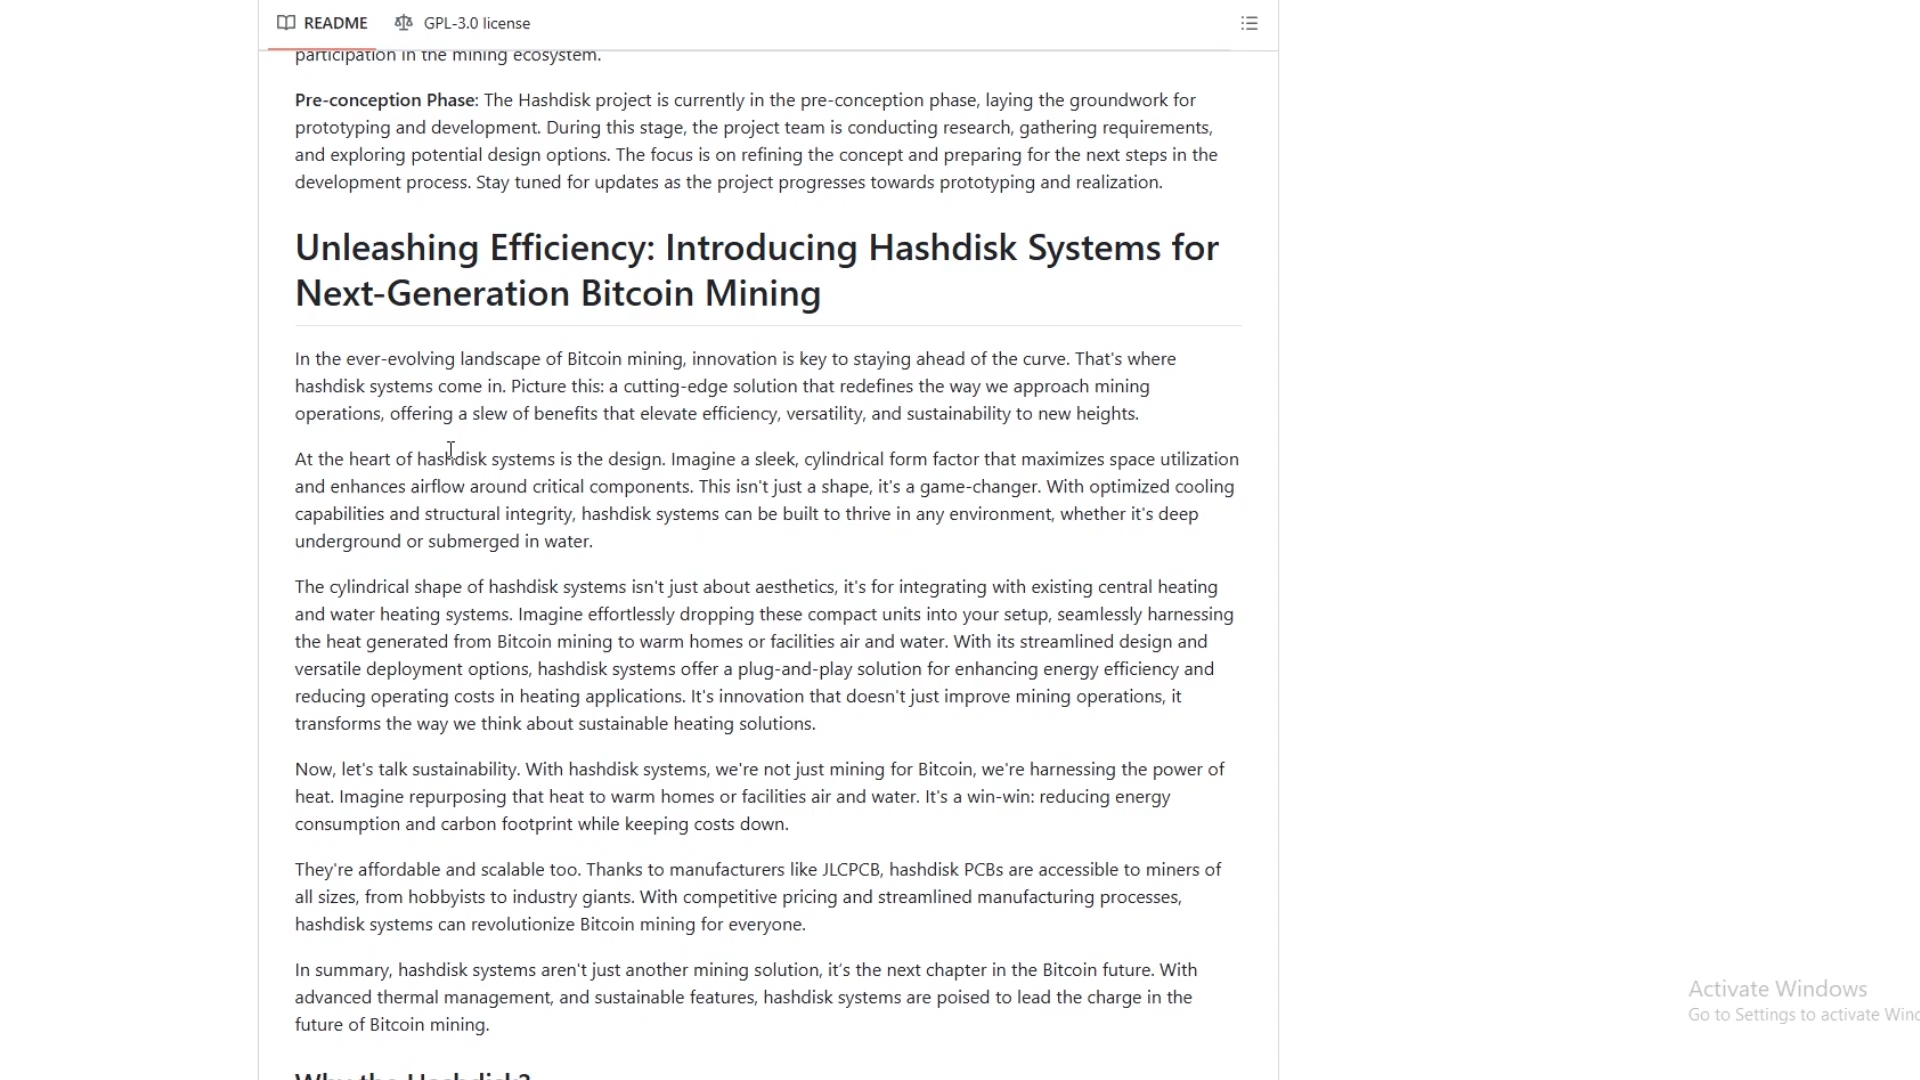 README
GPL-3.0 license
participation in the mining ecosystem.
Pre-conception Phase: The Hashdisk project is currently in the pre-conception phase, laying the groundwork for
prototyping and development. During this stage, the project team is conducting research, gathering requirements,
and exploring potential design options. The focus is on refining the concept and preparing for the next steps in the
development process. Stay tuned for updates as the project progresses towards prototyping and realization.
Unleashing Efficiency: Introducing Hashdisk Systems for
Next-Generation Bitcoin Mining
In the ever-evolving landscape of Bitcoin mining, innovation is key to staying ahead of the curve. That's where
hashdisk systems come in. Picture this: a cutting-edge solution that redefines the way we approach mining
operations, offering a slew of benefits that elevate efficiency, versatility, and sustainability to new heights.
At the heart of hashdisk systems is the design. Imagine a sleek, cylindrical form factor that maximizes space utilization
and enhances airflow around critical components. This isn't just a shape, it's a game-changer. With optimized cooling
capabilities and structural integrity, hashdisk systems can be built to thrive in any environment, whether it's deep
underground or submerged in water.
The cylindrical shape of hashdisk systems isn't just about aesthetics, it's for integrating with existing central heating
and water heating systems. Imagine effortlessly dropping these compact units into your setup, seamlessly harnessing
the heat generated from Bitcoin mining to warm homes or facilities air and water. With its streamlined design and
versatile deployment options, hashdisk systems offer a plug-and-play solution for enhancing energy efficiency and
reducing operating costs in heating applications. It's innovation that doesn't just improve mining operations, it
transforms the way we think about sustainable heating solutions.
Now, let's talk sustainability. With hashdisk systems, we're not just mining for Bitcoin, we're harnessing the power of
heat. Imagine repurposing that heat to warm homes or facilities air and water. It's a win-win: reducing energy
consumption and carbon footprint while keeping costs down.
They're affordable and scalable too. Thanks to manufacturers like JLCPCB, hashdisk PCBs are accessible to miners of
all sizes, from hobbyists to industry giants. With competitive pricing and streamlined manufacturing processes,
hashdisk systems can revolutionize Bitcoin mining for everyone.
In summary, hashdisk systems aren't just another mining solution, it's the next chapter in the Bitcoin future. With
advanced thermal management, and sustainable features, hashdisk systems are poised to lead the charge in the
future of Bitcoin mining.
Why the Hashdisk?
Activate Windows
Go to Settings to activate Winc